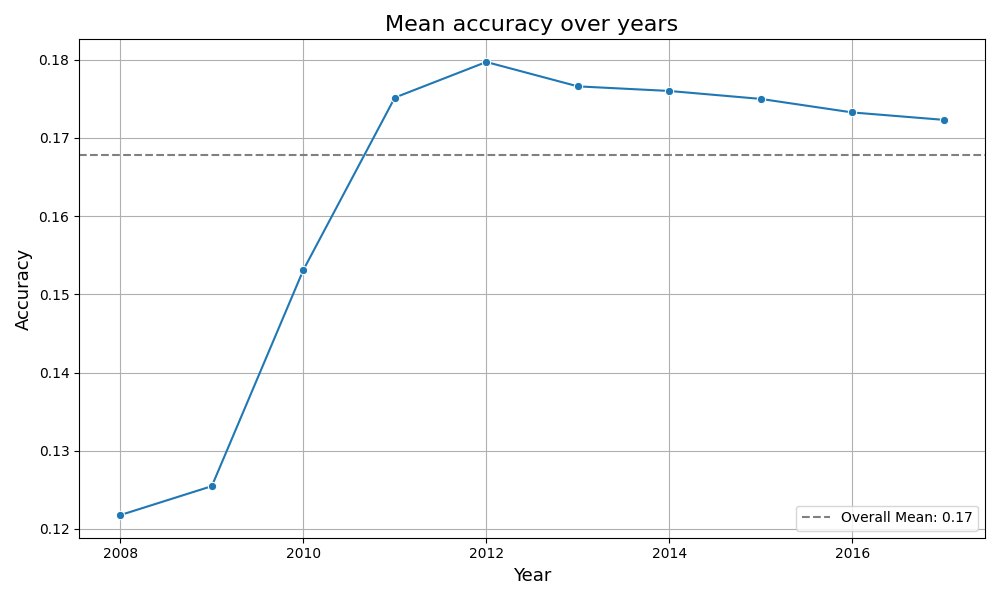 Mean accuracy over years
Accuracy
0.18
0.17
0.16
0.15
0.14
0.13
0.12
Overall Mean: 0.17
2008 2010 2012 2014 2016
Year